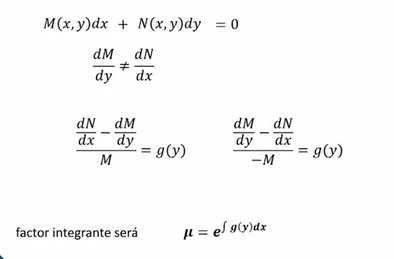 M(x,y)dx + N(x,y)dy = 0
dM/dy ≠ dN/dx
(dN/dx − dM/dy)/M = g(y) (dM/dy − dN/dx)/−M = g(y)
factor integrante será μ = e^∫ g(y)dx